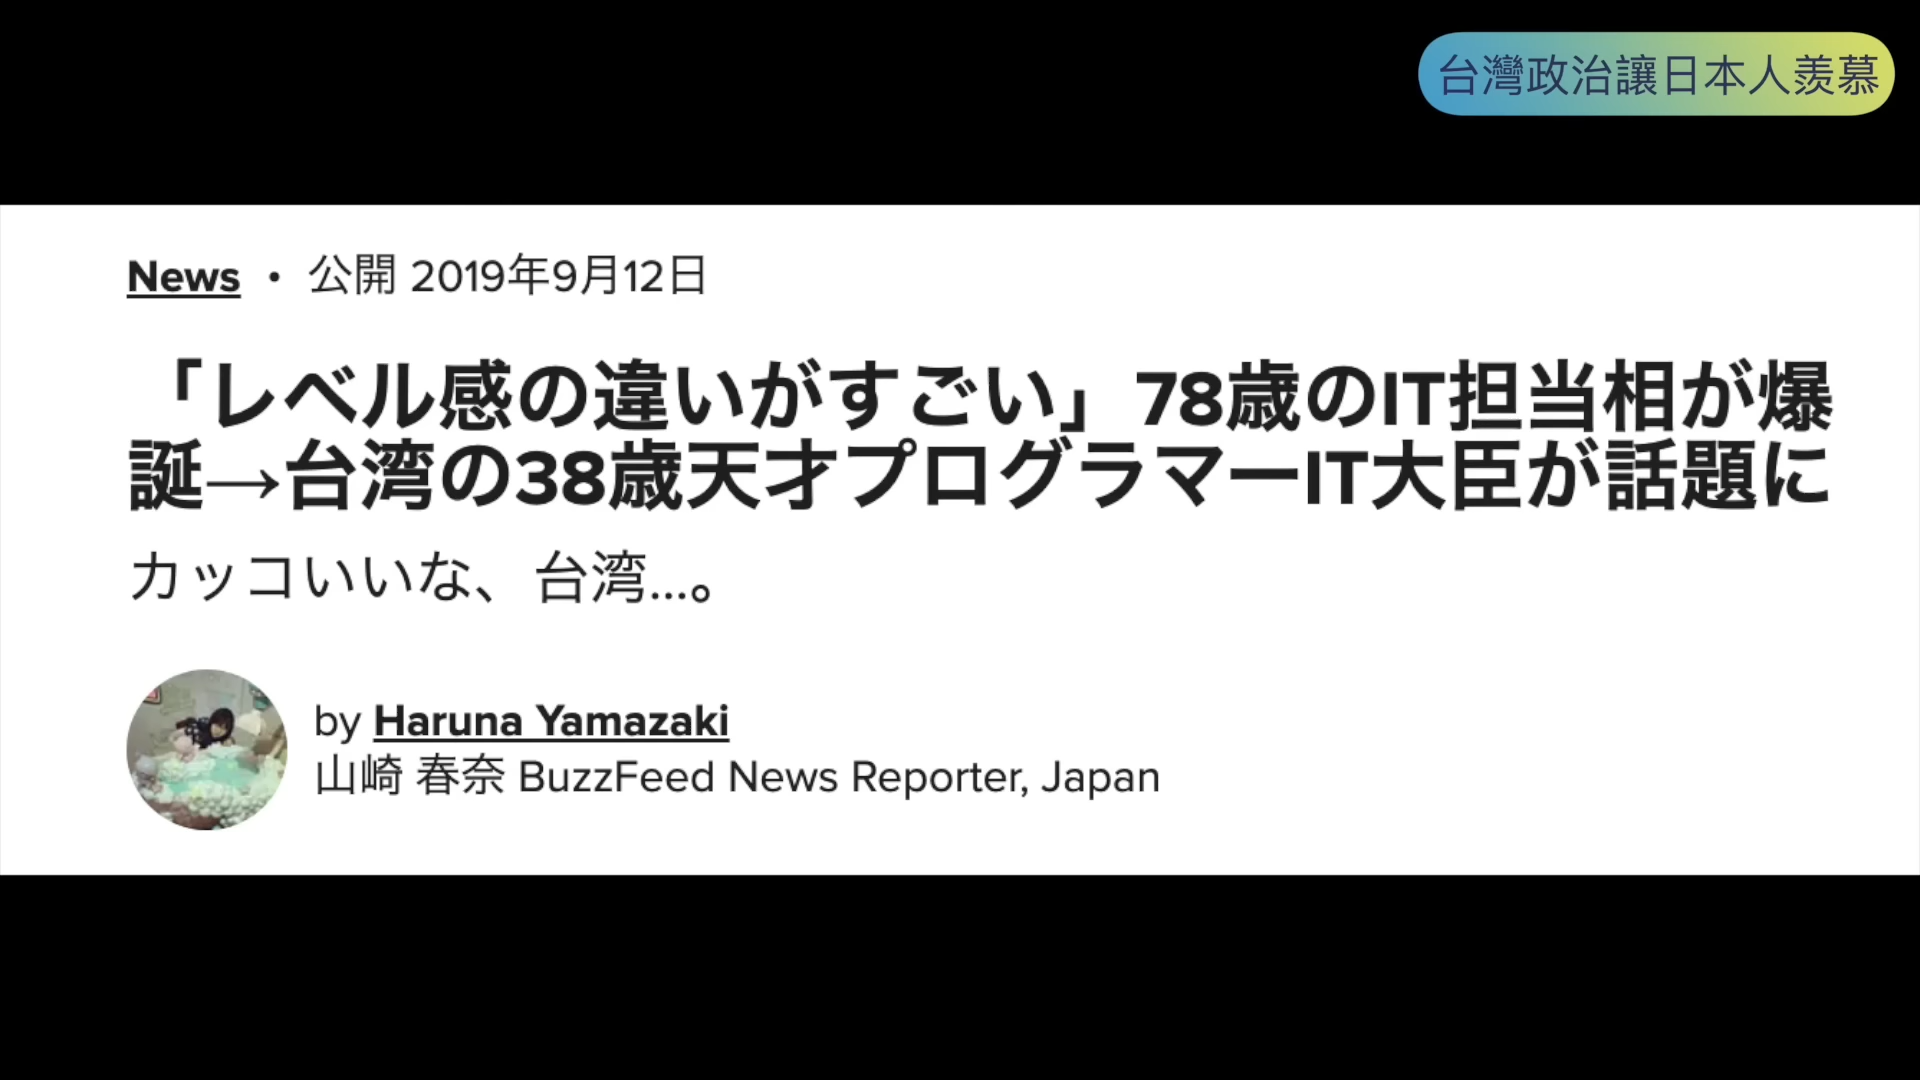 台灣政治讓日本人羨慕
News • 公開 2019年9月12日
「レベル感の違いがすごい」78歳のIT担当相が爆
誕→台湾の38歳天才プログラマーIT大臣が話題に
カッコいいな、台湾...。
by Haruna Yamazaki
山崎 春奈 BuzzFeed News Reporter, Japan